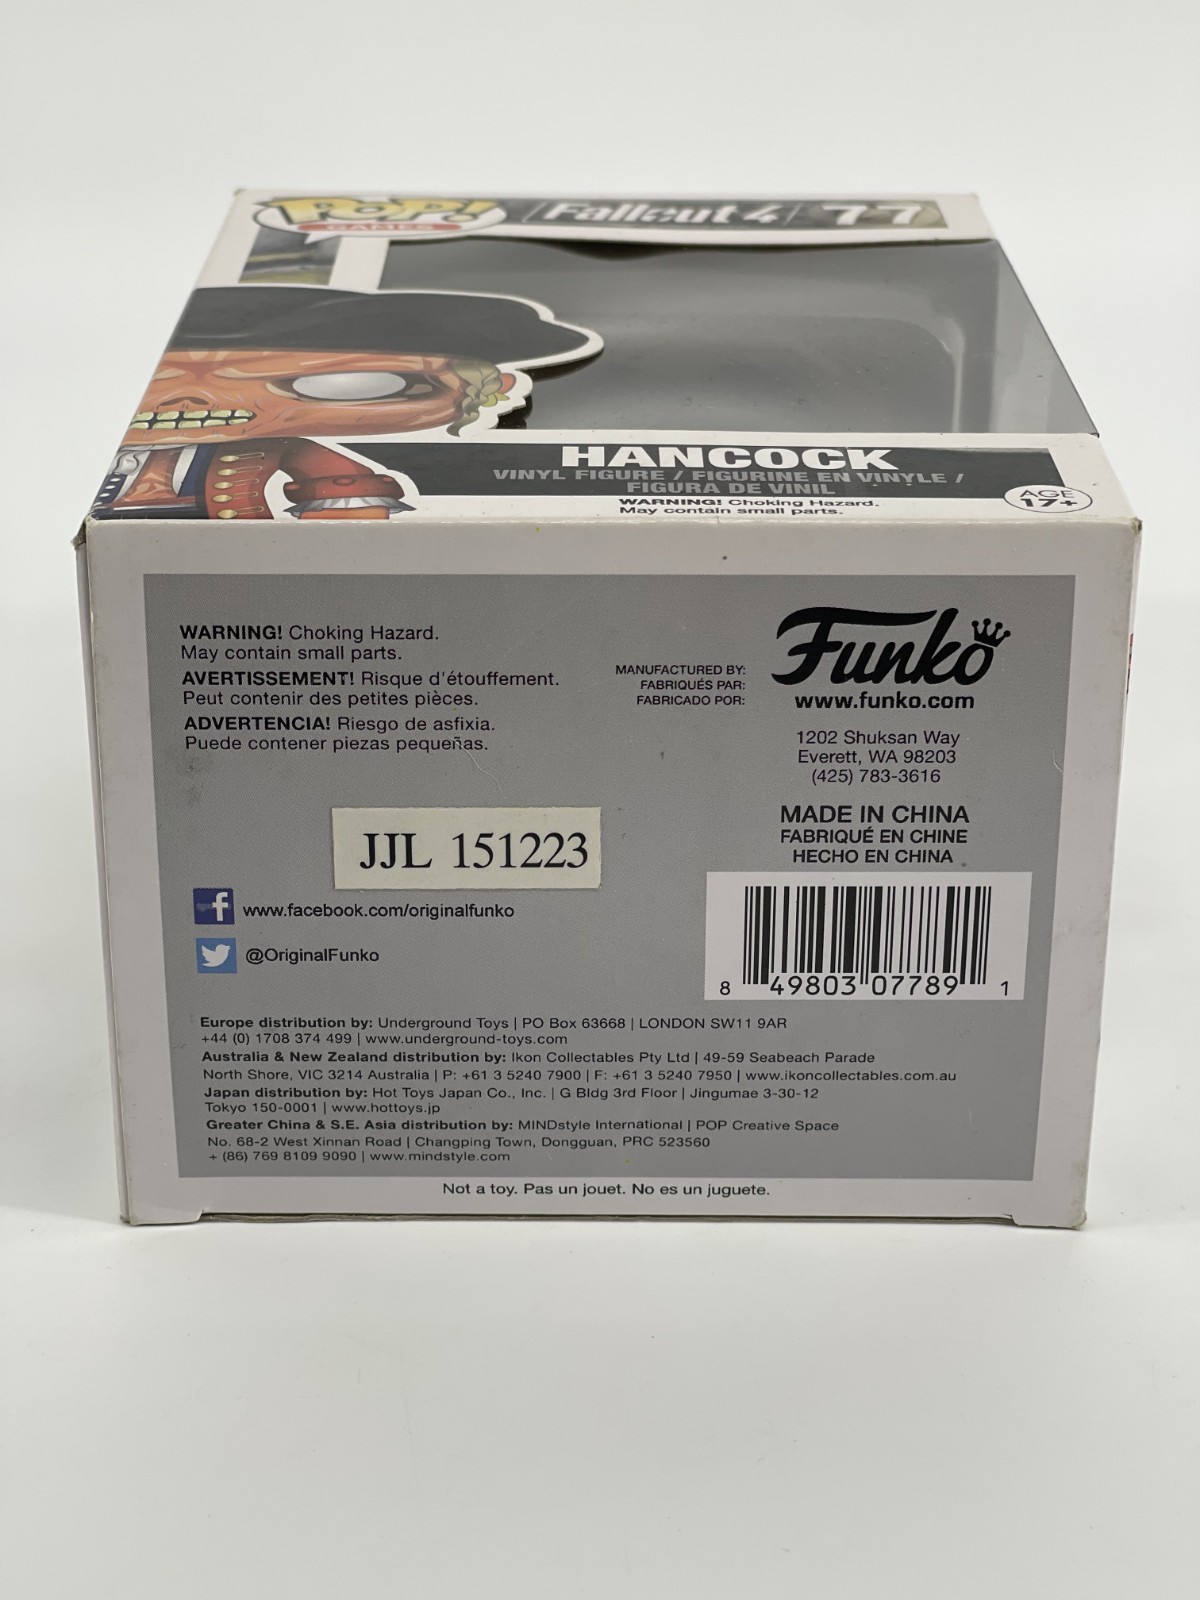 POP!
GAMES
Fallout 4 77
HANCOCK
VINYL FIGURE / FIGURINE EN VINYLE /
FIGURA DE VINIL
WARNING! Choking Hazard.
May contain small parts.
AGE
17+
WARNING! Choking Hazard.
May contain small parts.
AVERTISSEMENT! Risque d'étouffement.
Peut contenir des petites pièces.
ADVERTENCIA! Riesgo de asfixia.
Puede contener piezas pequeñas.
MANUFACTURED BY:
FABRIQUÉS PAR:
FABRICADO POR:
Funko
www.funko.com
1202 Shuksan Way
Everett, WA 98203
(425) 783-3616
MADE IN CHINA
FABRIQUÉ EN CHINE
HECHO EN CHINA
JJL 151223
f www.facebook.com/originalfunko
@OriginalFunko
8 49803 07789 1
Europe distribution by: Underground Toys | PO Box 63668 | LONDON SW11 9AR
+44 (0) 1708 374 499 | www.underground-toys.com
Australia & New Zealand distribution by: Ikon Collectables Pty Ltd | 49-59 Seabeach Parade
North Shore, VIC 3214 Australia | P: +61 3 5240 7900 | F: +61 3 5240 7950 | www.ikoncollectables.com.au
Japan distribution by: Hot Toys Japan Co., Inc. | G Bldg 3rd Floor | Jingumae 3-30-12
Tokyo 150-0001 | www.hottoys.jp
Greater China & S.E. Asia distribution by: MINDstyle International | POP Creative Space
No. 68-2 West Xinnan Road | Changping Town, Dongguan, PRC 523560
+ (86) 769 8109 9090 | www.mindstyle.com
Not a toy. Pas un jouet. No es un juguete.